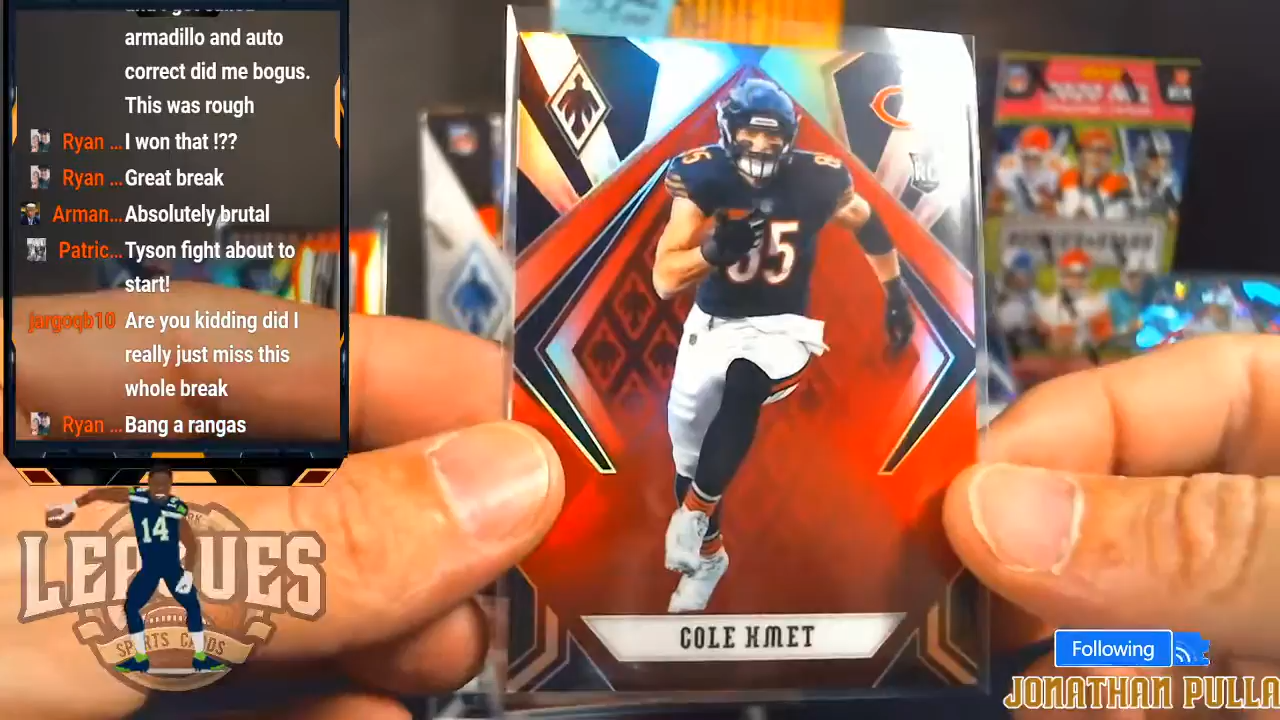 armadillo and auto
correct did me bogus.
This was rough
Ryan ... I won that !??
Ryan ... Great break
Arman... Absolutely brutal
Patric... Tyson fight about to
start!
jargoqb10 Are you kidding did I
really just miss this
whole break
Ryan ... Bang a rangas
85
85
RC
COLE KMET
14
LEAGUES
SPORTS CARDS
Following
JONATHAN PULLA